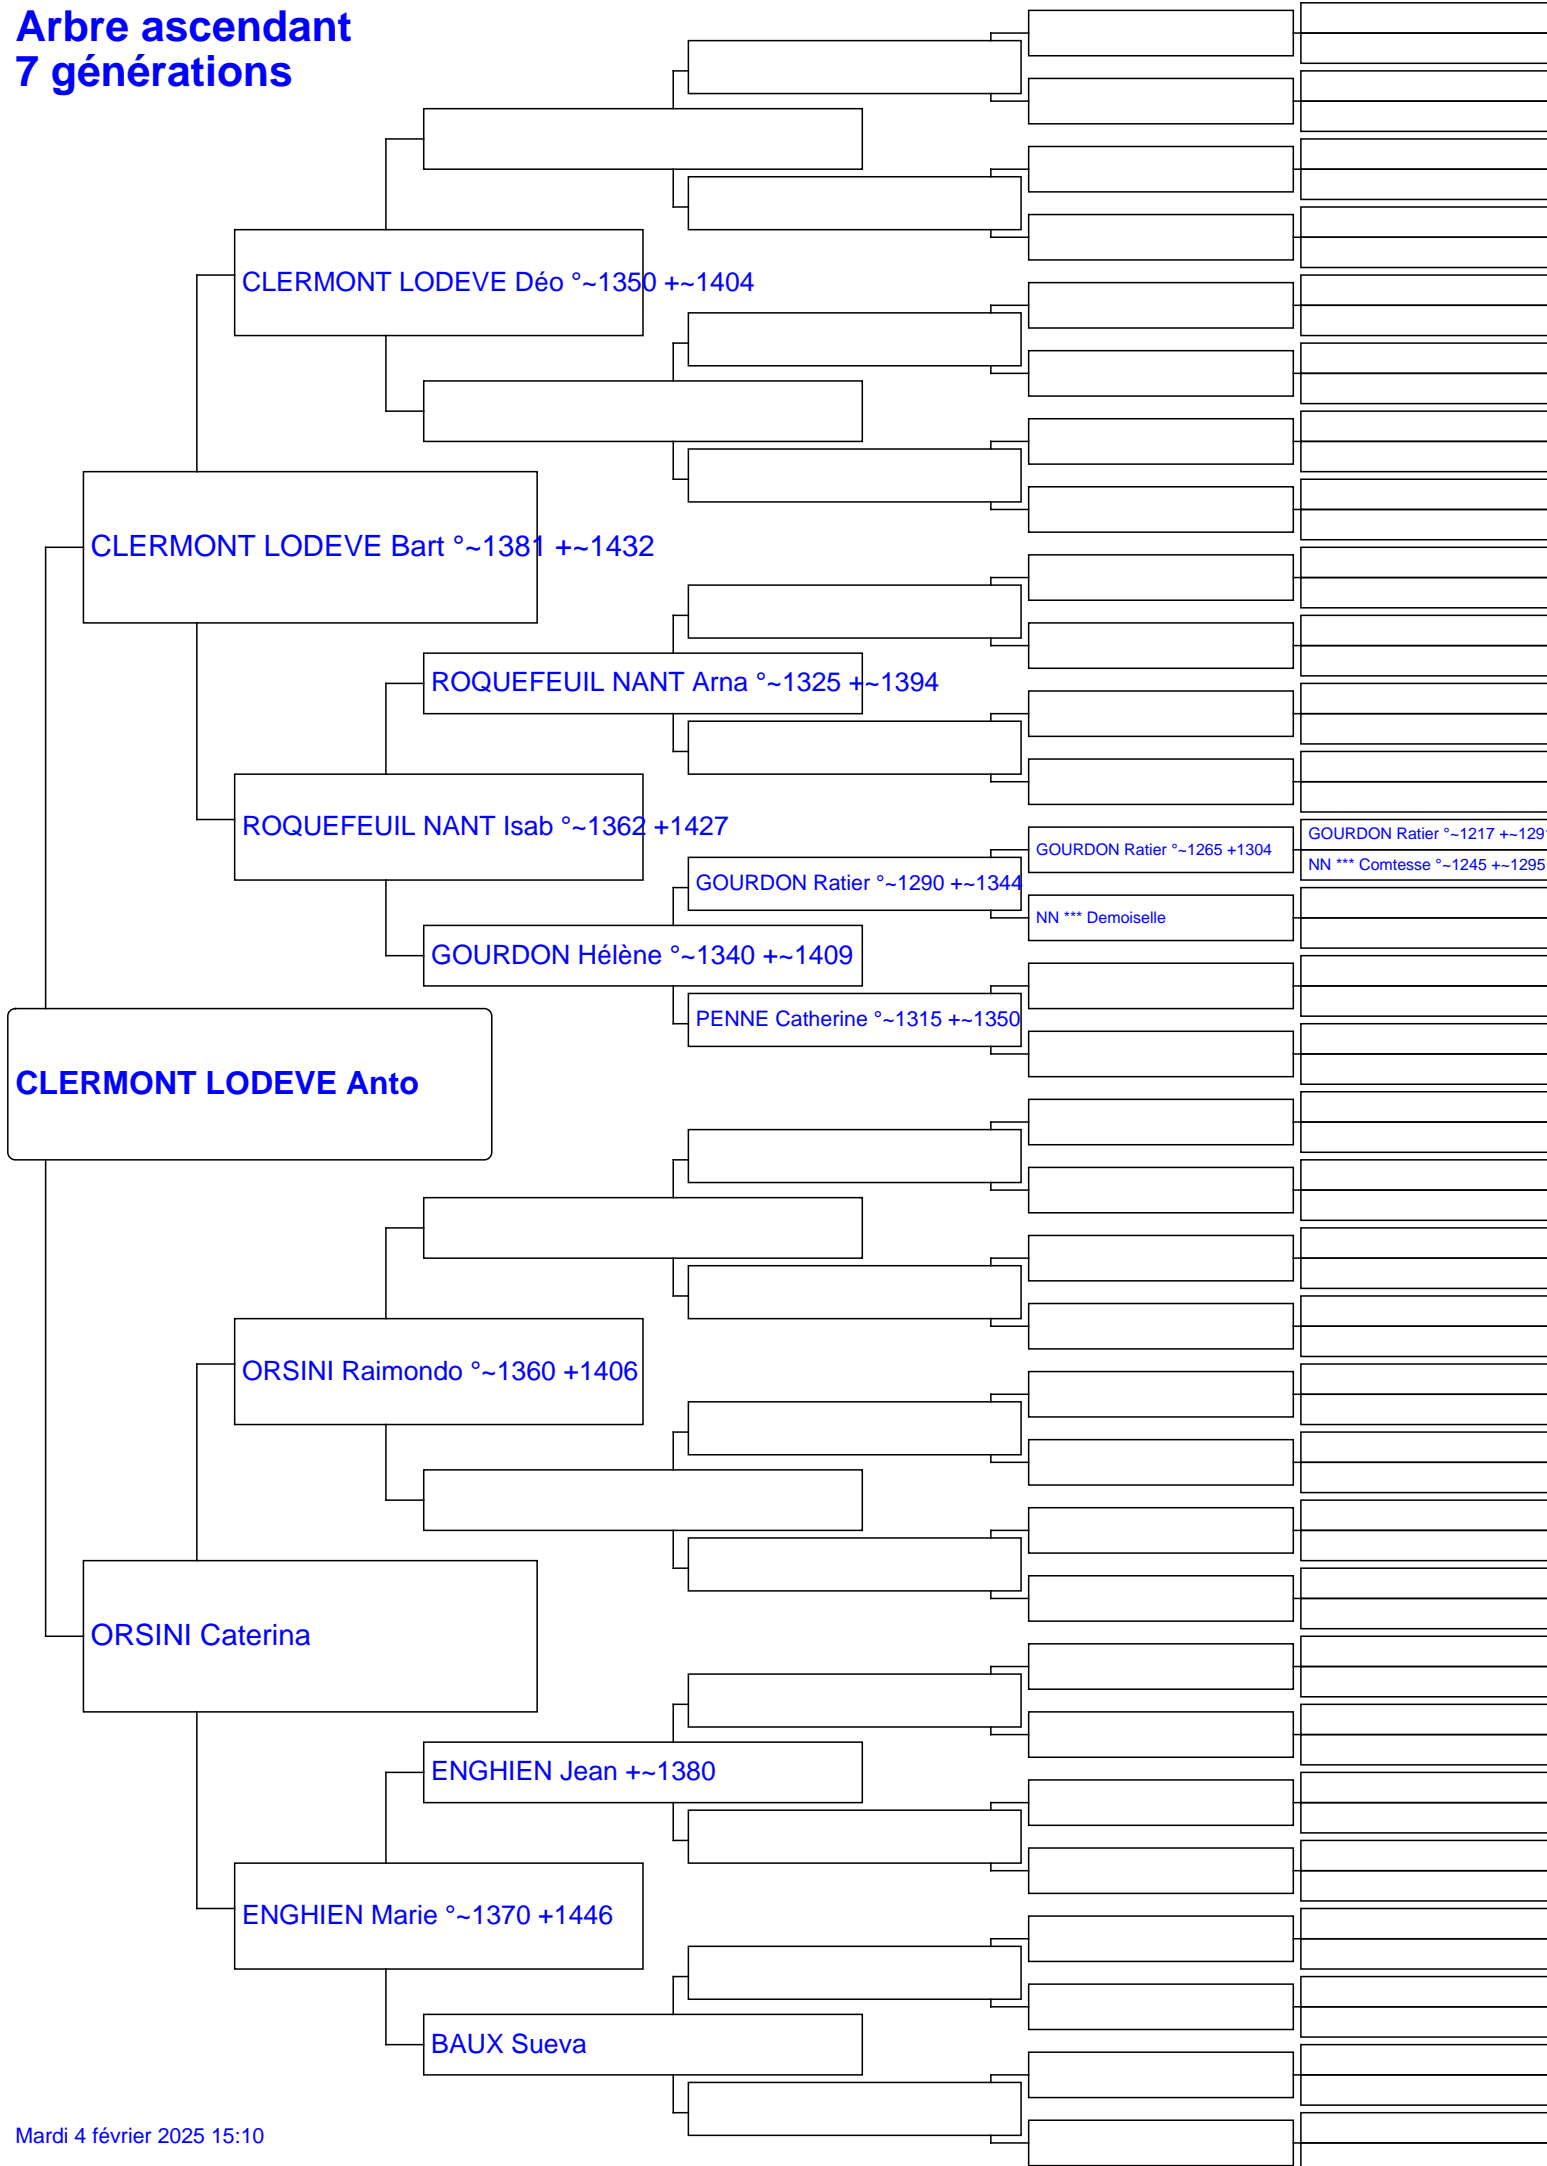 Arbre ascendant
7 générations
CLERMONT LODEVE Déo °~1350 +~1404
CLERMONT LODEVE Bart °~1381 +~1432
ROQUEFEUIL NANT Arna °~1325 +~1394
ROQUEFEUIL NANT Isab °~1362 +1427
GOURDON Ratier °~1217 +~1291
GOURDON Ratier °~1265 +1304
NN *** Comtesse °~1245 +~1295
GOURDON Ratier °~1290 +~1344
NN *** Demoiselle
GOURDON Hélène °~1340 +~1409
PENNE Catherine °~1315 +~1350
CLERMONT LODEVE Anto
ORSINI Raimondo °~1360 +1406
ORSINI Caterina
ENGHIEN Jean +~1380
ENGHIEN Marie °~1370 +1446
BAUX Sueva
Mardi 4 février 2025 15:10